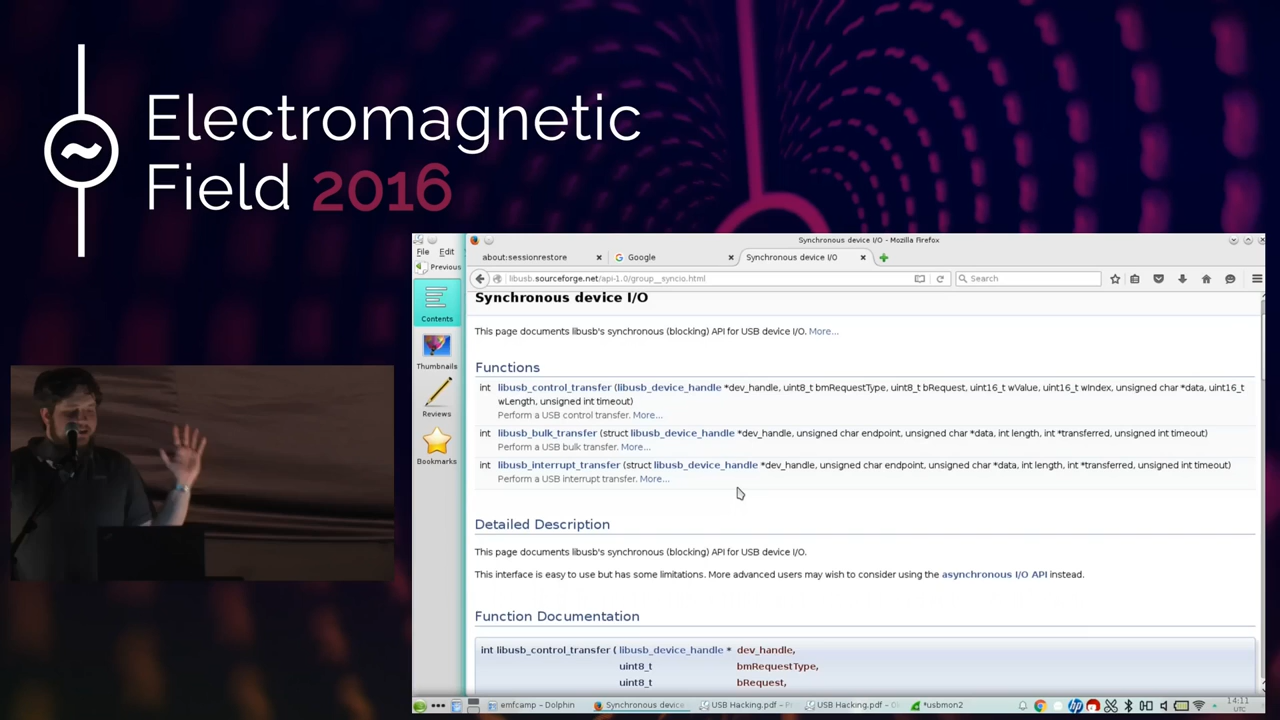 Electromagnetic
Field 2016
Synchronous device I/O - Mozilla Firefox
File Edit
about:sessionrestore
Google
Synchronous device I/O
Previous
libusb.sourceforge.net/api-1.0/group__syncio.html
Search
Contents
Thumbnails
Reviews
Bookmarks
Synchronous device I/O
This page documents libusb's synchronous (blocking) API for USB device I/O. More...
Functions
int libusb_control_transfer (libusb_device_handle *dev_handle, uint8_t bmRequestType, uint8_t bRequest, uint16_t wValue, uint16_t wIndex, unsigned char *data, uint16_t
wLength, unsigned int timeout)
Perform a USB control transfer. More...
int libusb_bulk_transfer (struct libusb_device_handle *dev_handle, unsigned char endpoint, unsigned char *data, int length, int *transferred, unsigned int timeout)
Perform a USB bulk transfer. More...
int libusb_interrupt_transfer (struct libusb_device_handle *dev_handle, unsigned char endpoint, unsigned char *data, int length, int *transferred, unsigned int timeout)
Perform a USB interrupt transfer. More...
Detailed Description
This page documents libusb's synchronous (blocking) API for USB device I/O.
This interface is easy to use but has some limitations. More advanced users may wish to consider using the asynchronous I/O API instead.
Function Documentation
int libusb_control_transfer ( libusb_device_handle * dev_handle,
uint8_t bmRequestType,
uint8_t bRequest,
emfcamp - Dolphin
Synchronous device
USB Hacking.pdf - P
USB Hacking.pdf - O
*usbmon2
14:11
UTC